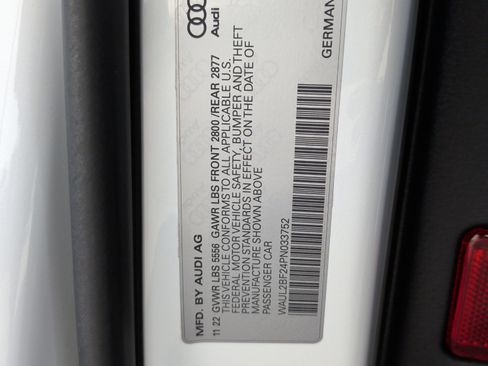 Audi
GERMAN
MFD. BY AUDI AG
11 22 GVWR LBS 5556 GAWR LBS FRONT 2800 /REAR 2877
THIS VEHICLE CONFORMS TO ALL APPLICABLE U.S.
FEDERAL MOTOR VEHICLE SAFETY, BUMPER AND THEFT
PREVENTION STANDARDS IN EFFECT ON THE DATE OF
MANUFACTURE SHOWN ABOVE
PASSENGER CAR
WAUL2BF24PN033752